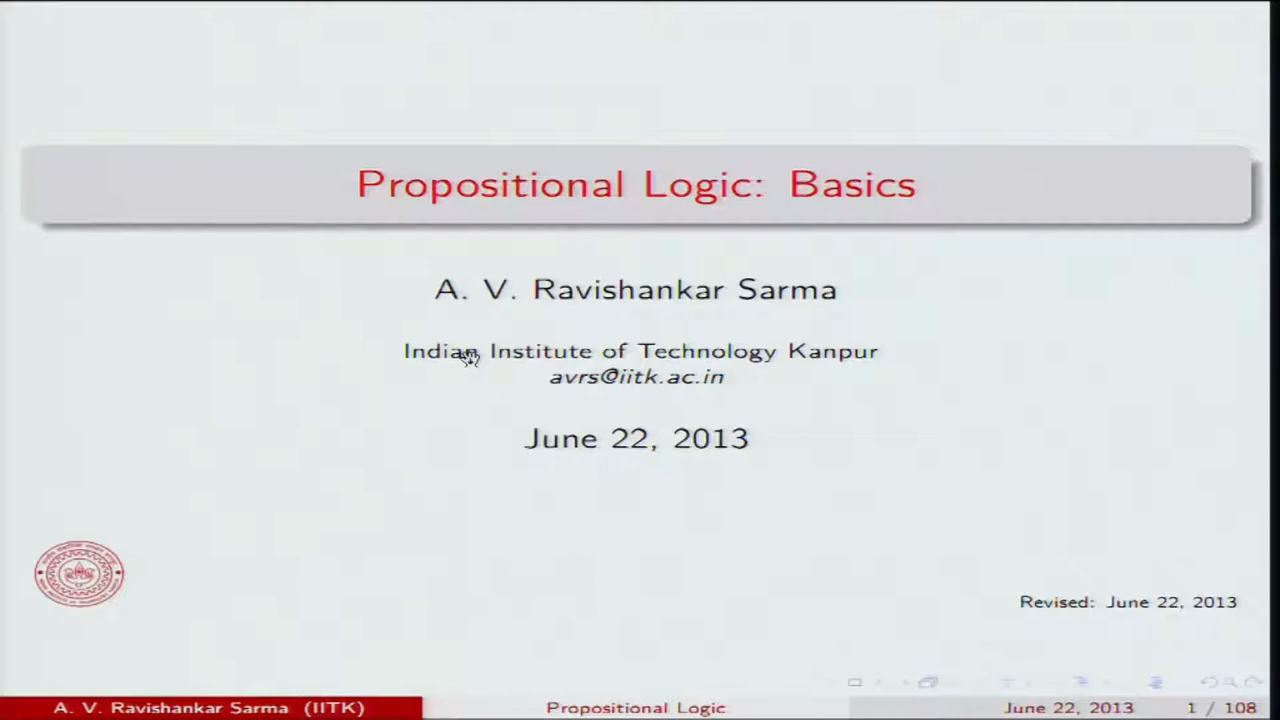 Propositional Logic: Basics
A. V. Ravishankar Sarma
Indian Institute of Technology Kanpur
avrs@iitk.ac.in
June 22, 2013
Revised: June 22, 2013
A. V. Ravishankar Sarma (IITK)
Propositional Logic
June 22, 2013
1 / 108